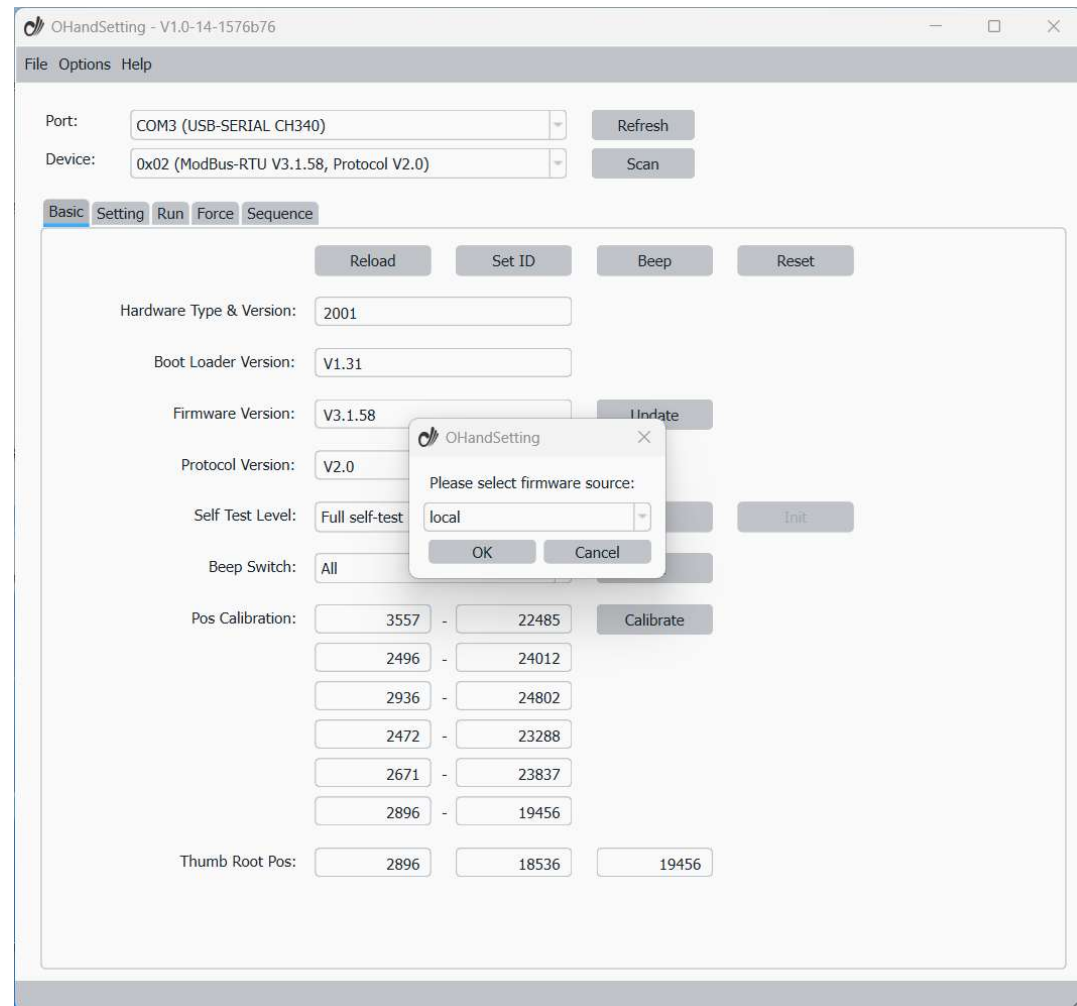 OHandSetting - V1.0-14-1576b76
File Options Help
Port: COM3 (USB-SERIAL CH340) Refresh
Device: 0x02 (ModBus-RTU V3.1.58, Protocol V2.0) Scan
Basic Setting Run Force Sequence
Reload Set ID Beep Reset
Hardware Type & Version: 2001
Boot Loader Version: V1.31
Firmware Version: V3.1.58 Update
OHandSetting
Protocol Version: V2.0
Please select firmware source:
Self Test Level: Full self-test local Init
OK Cancel
Beep Switch: All
Pos Calibration: 3557 - 22485 Calibrate
2496 - 24012
2936 - 24802
2472 - 23288
2671 - 23837
2896 - 19456
Thumb Root Pos: 2896 18536 19456